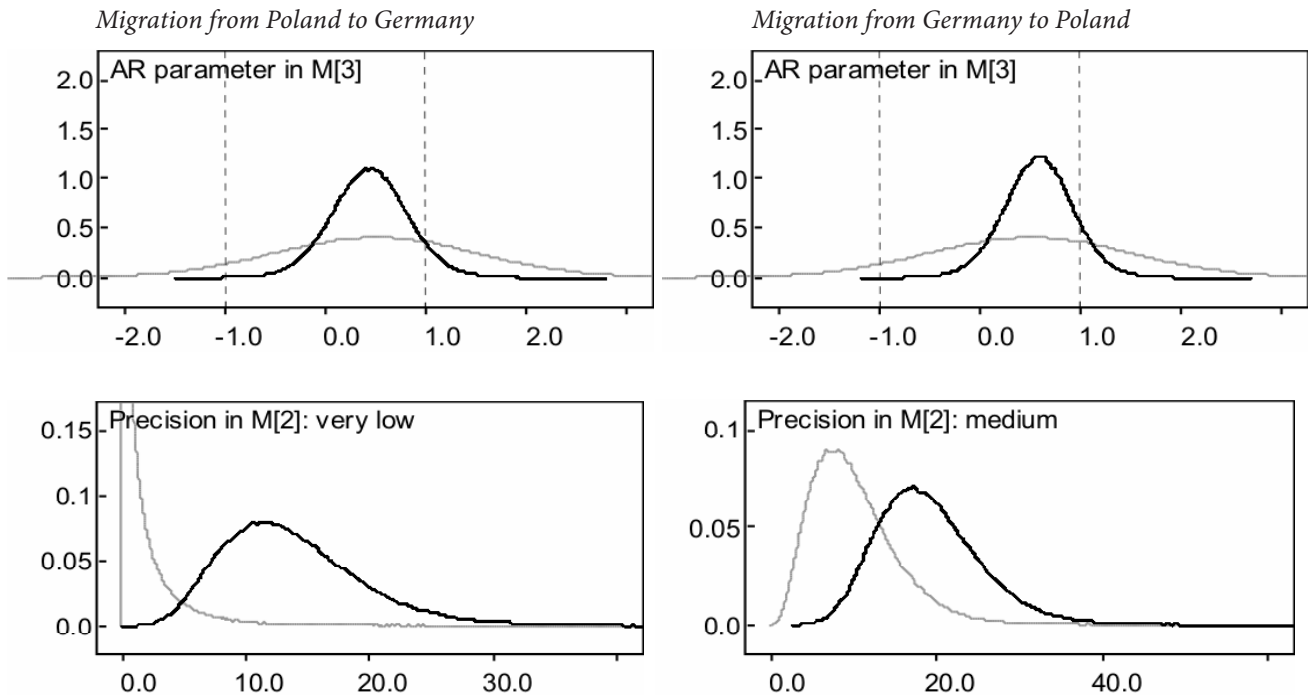 Migration from Poland to Germany
Migration from Germany to Poland
AR parameter in M[3]
2.0
1.5
1.0
0.5
0.0
-2.0 -1.0 0.0 1.0 2.0
AR parameter in M[3]
2.0
1.5
1.0
0.5
0.0
-2.0 -1.0 0.0 1.0 2.0
Precision in M[2]: very low
0.15
0.1
0.05
0.0
0.0 10.0 20.0 30.0
Precision in M[2]: medium
0.1
0.05
0.0
0.0 20.0 40.0